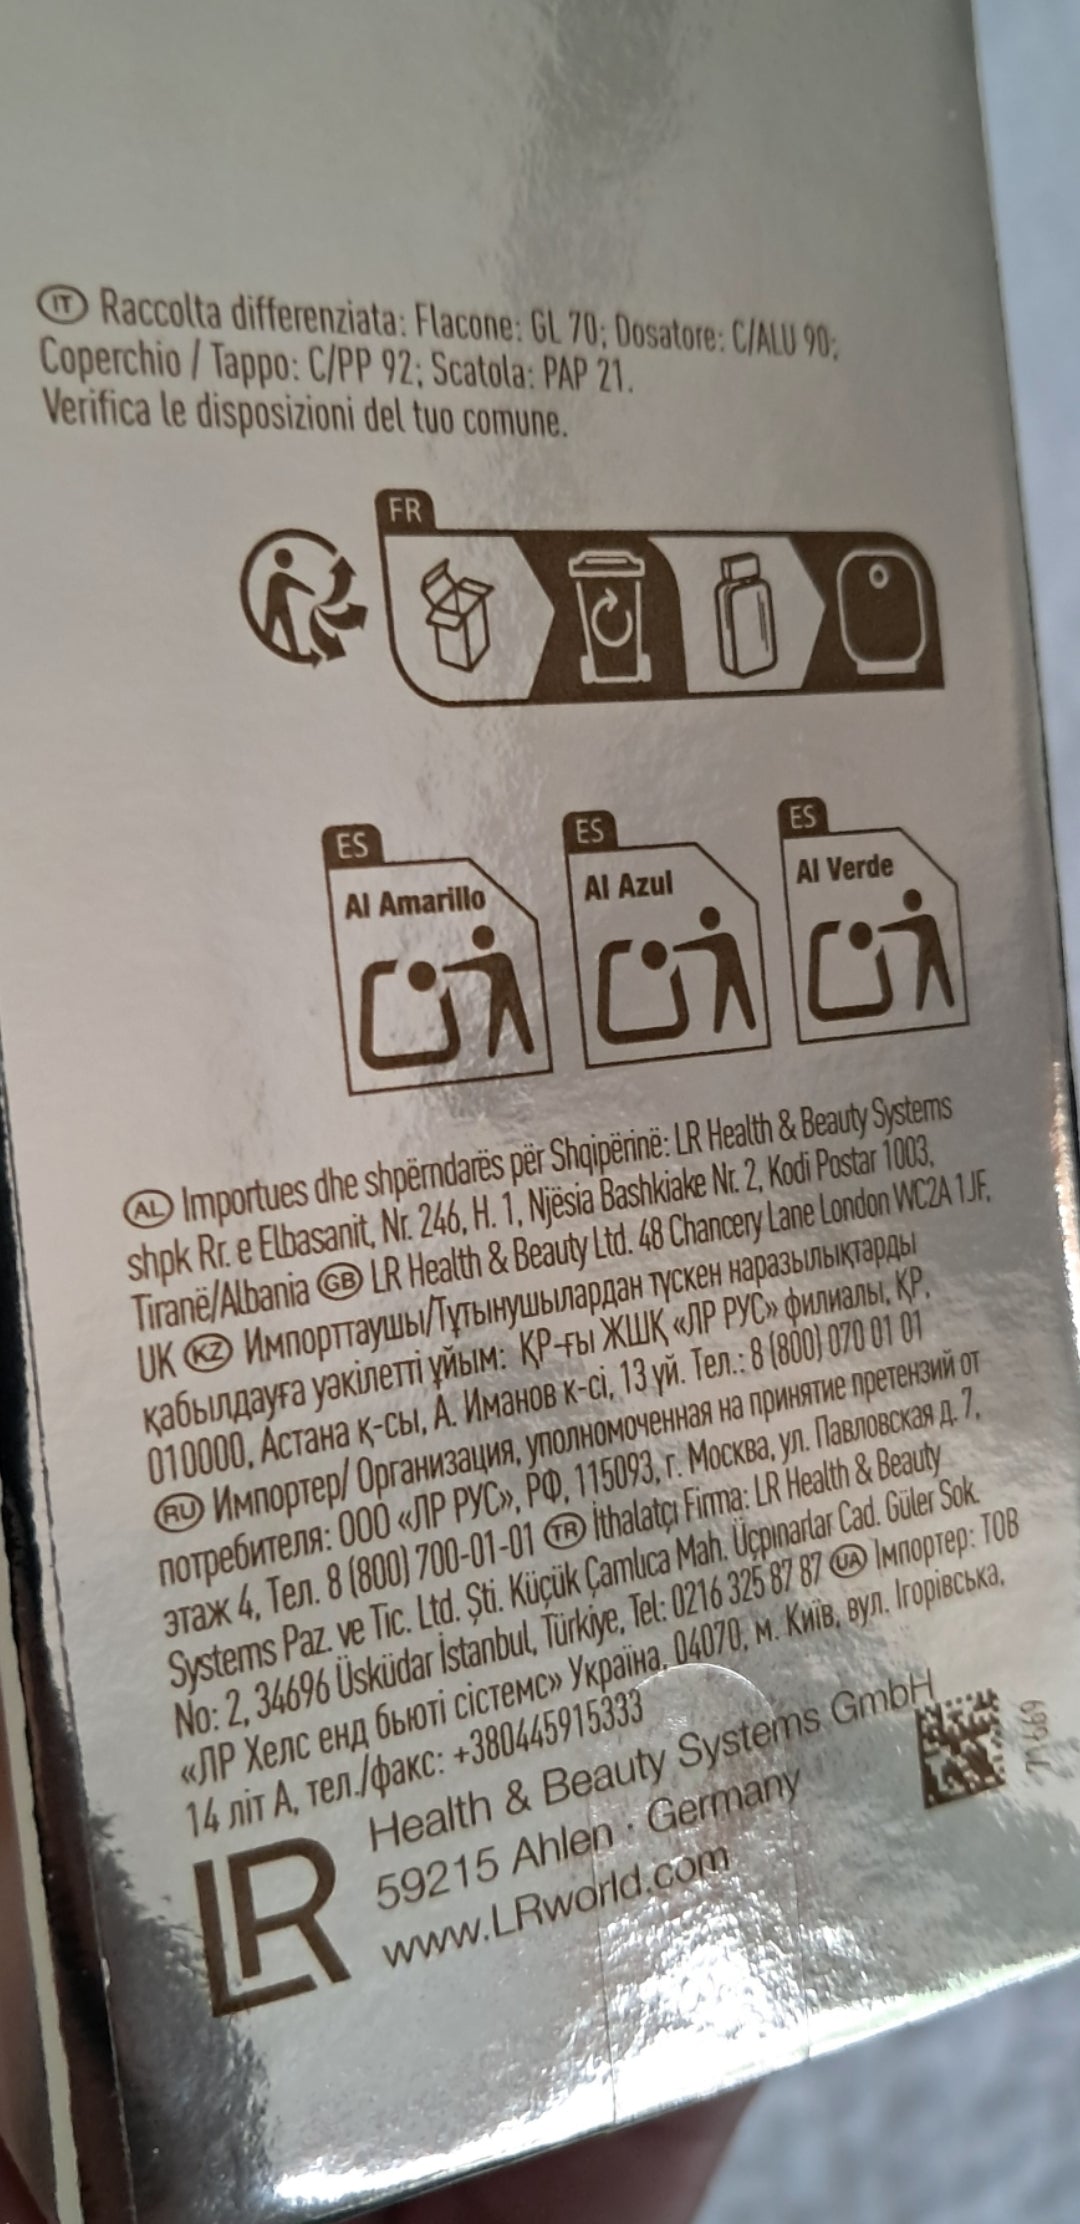 IT Raccolta differenziata: Flacone: GL 70; Dosatore: C/ALU 90;
Coperchio / Tappo: C/PP 92; Scatola: PAP 21.
Verifica le disposizioni del tuo comune.
FR
ES
Al Amarillo
ES
Al Azul
ES
Al Verde
AL Importues dhe shpërndarës për Shqipërinë: LR Health & Beauty Systems
shpk Rr. e Elbasanit, Nr. 246, H. 1, Njësia Bashkiake Nr. 2, Kodi Postar 1003,
Tiranë/Albania GB LR Health & Beauty Ltd. 48 Chancery Lane London WC2A 1JF,
UK KZ Импорттаушы/Тұтынушылардан түскен наразылықтарды
қабылдауға уәкілетті ұйым: ҚР-ғы ЖШҚ «ЛР РУС» филиалы, ҚР,
010000, Астана қ-сы, А. Иманов к-сі, 13 үй. Тел.: 8 (800) 070 01 01
RU Импортер/ Организация, уполномоченная на принятие претензий от
потребителя: ООО «ЛР РУС», РФ, 115093, г. Москва, ул. Павловская д. 7,
этаж 4, Тел. 8 (800) 700-01-01 TR İthalatçı Firma: LR Health & Beauty
Systems Paz. ve Tic. Ltd. Şti. Küçük Çamlıca Mah. Üçpınarlar Cad. Güler Sok.
No: 2, 34696 Üsküdar İstanbul, Türkiye, Tel: 0216 325 87 87 UA Імпортер: ТОВ
«ЛР Хелс енд бьюті сістемс» Україна, 04070, м. Київ, вул. Ігорівська,
14 літ А, тел./факс: +380445915333
LR
Health & Beauty Systems GmbH
59215 Ahlen · Germany
www.LRworld.com